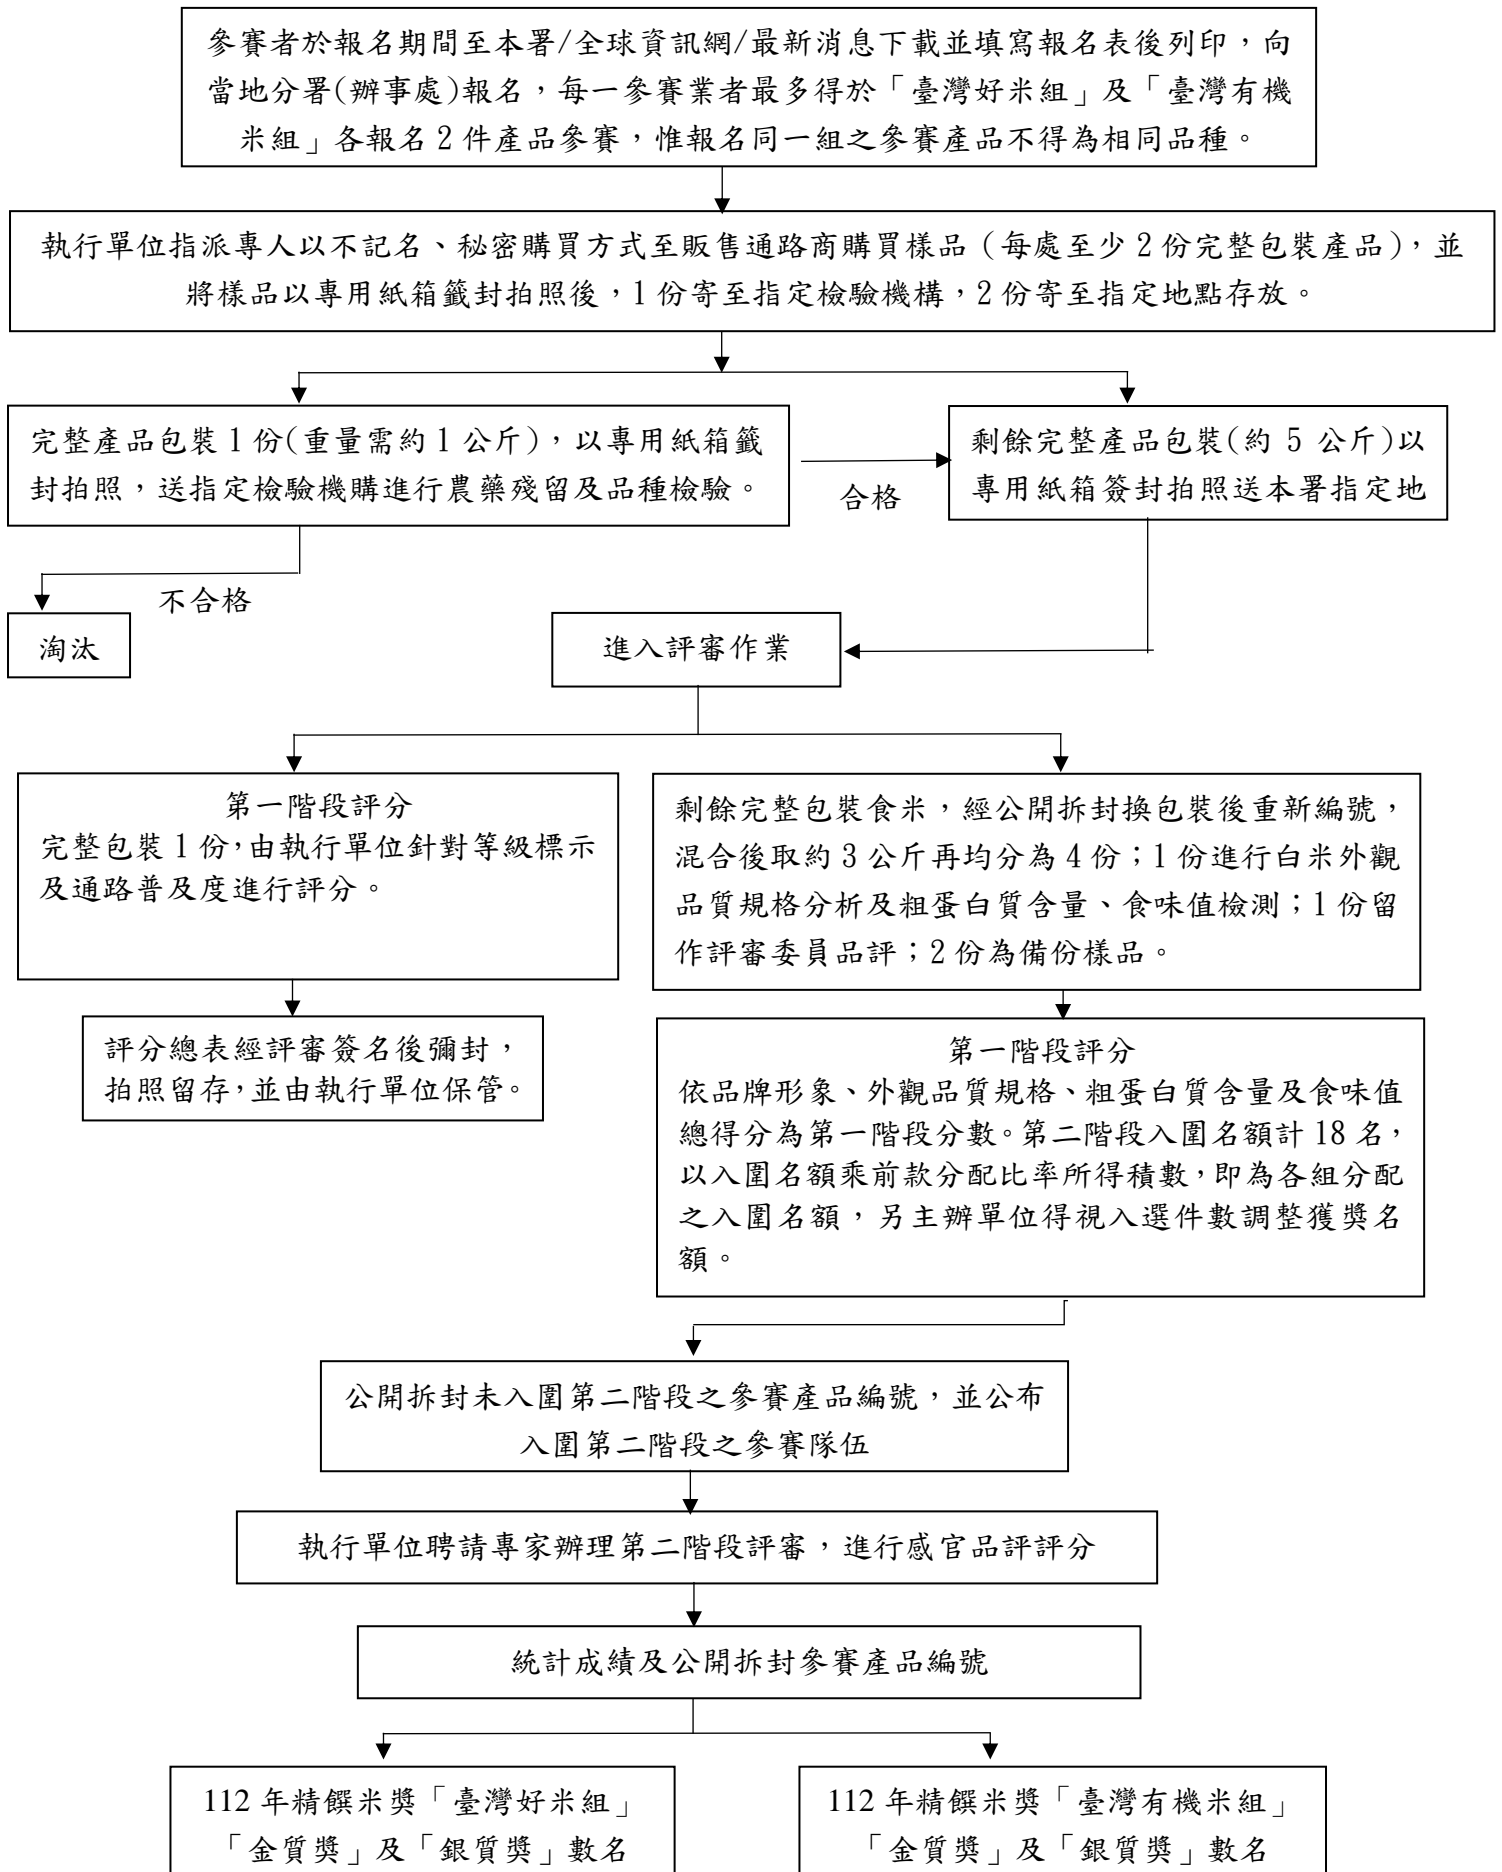 參賽者於報名期間至本署/全球資訊網/最新消息下載並填寫報名表後列印，向
當地分署(辦事處)報名，每一參賽業者最多得於「臺灣好米組」及「臺灣有機
米組」各報名 2 件產品參賽，惟報名同一組之參賽產品不得為相同品種。
執行單位指派專人以不記名、秘密購買方式至販售通路商購買樣品（每處至少 2 份完整包裝產品），並
將樣品以專用紙箱籤封拍照後，1 份寄至指定檢驗機構，2 份寄至指定地點存放。
完整產品包裝 1 份(重量需約 1 公斤)，以專用紙箱籤
封拍照，送指定檢驗機購進行農藥殘留及品種檢驗。
合格
剩餘完整產品包裝(約 5 公斤)以
專用紙箱簽封拍照送本署指定地
不合格
淘汰
進入評審作業
第一階段評分
完整包裝 1 份，由執行單位針對等級標示
及通路普及度進行評分。
剩餘完整包裝食米，經公開拆封換包裝後重新編號，
混合後取約 3 公斤再均分為 4 份；1 份進行白米外觀
品質規格分析及粗蛋白質含量、食味值檢測；1 份留
作評審委員品評；2 份為備份樣品。
評分總表經評審簽名後彌封，
拍照留存，並由執行單位保管。
第一階段評分
依品牌形象、外觀品質規格、粗蛋白質含量及食味值
總得分為第一階段分數。第二階段入圍名額計 18 名，
以入圍名額乘前款分配比率所得積數，即為各組分配
之入圍名額，另主辦單位得視入選件數調整獲獎名
額。
公開拆封未入圍第二階段之參賽產品編號，並公布
入圍第二階段之參賽隊伍
執行單位聘請專家辦理第二階段評審，進行感官品評評分
統計成績及公開拆封參賽產品編號
112 年精饌米獎「臺灣好米組」
「金質獎」及「銀質獎」數名
112 年精饌米獎「臺灣有機米組」
「金質獎」及「銀質獎」數名